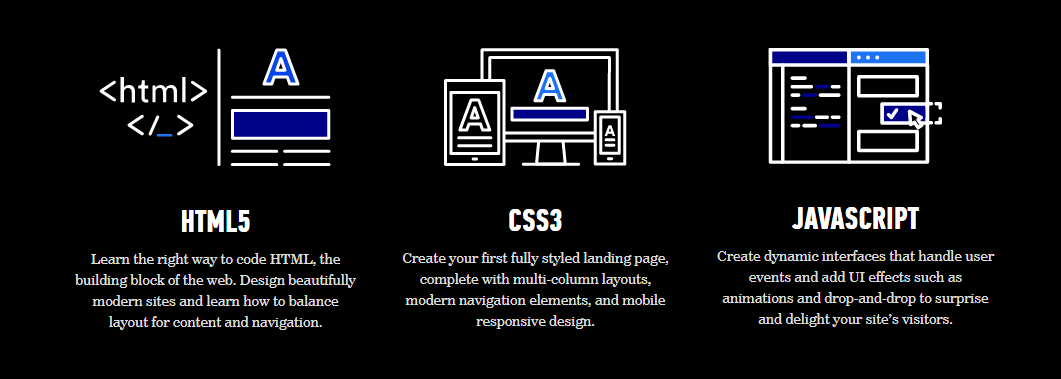 <html>
</_>
A
A
A
A
HTML5
Learn the right way to code HTML, the
building block of the web. Design beautifully
modern sites and learn how to balance
layout for content and navigation.
CSS3
Create your first fully styled landing page,
complete with multi-column layouts,
modern navigation elements, and mobile
responsive design.
JAVASCRIPT
Create dynamic interfaces that handle user
events and add UI effects such as
animations and drop-and-drop to surprise
and delight your site’s visitors.